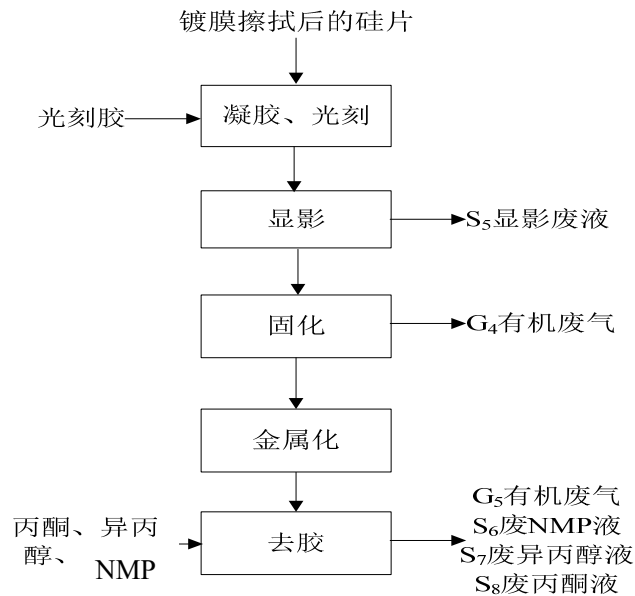 镀膜擦拭后的硅片
光刻胶
凝胶、光刻
显影
S₅显影废液
固化
G₄有机废气
金属化
丙酮、异丙
醇、 NMP
去胶
G₅有机废气
S₆废NMP液
S₇废异丙醇液
S₈废丙酮液